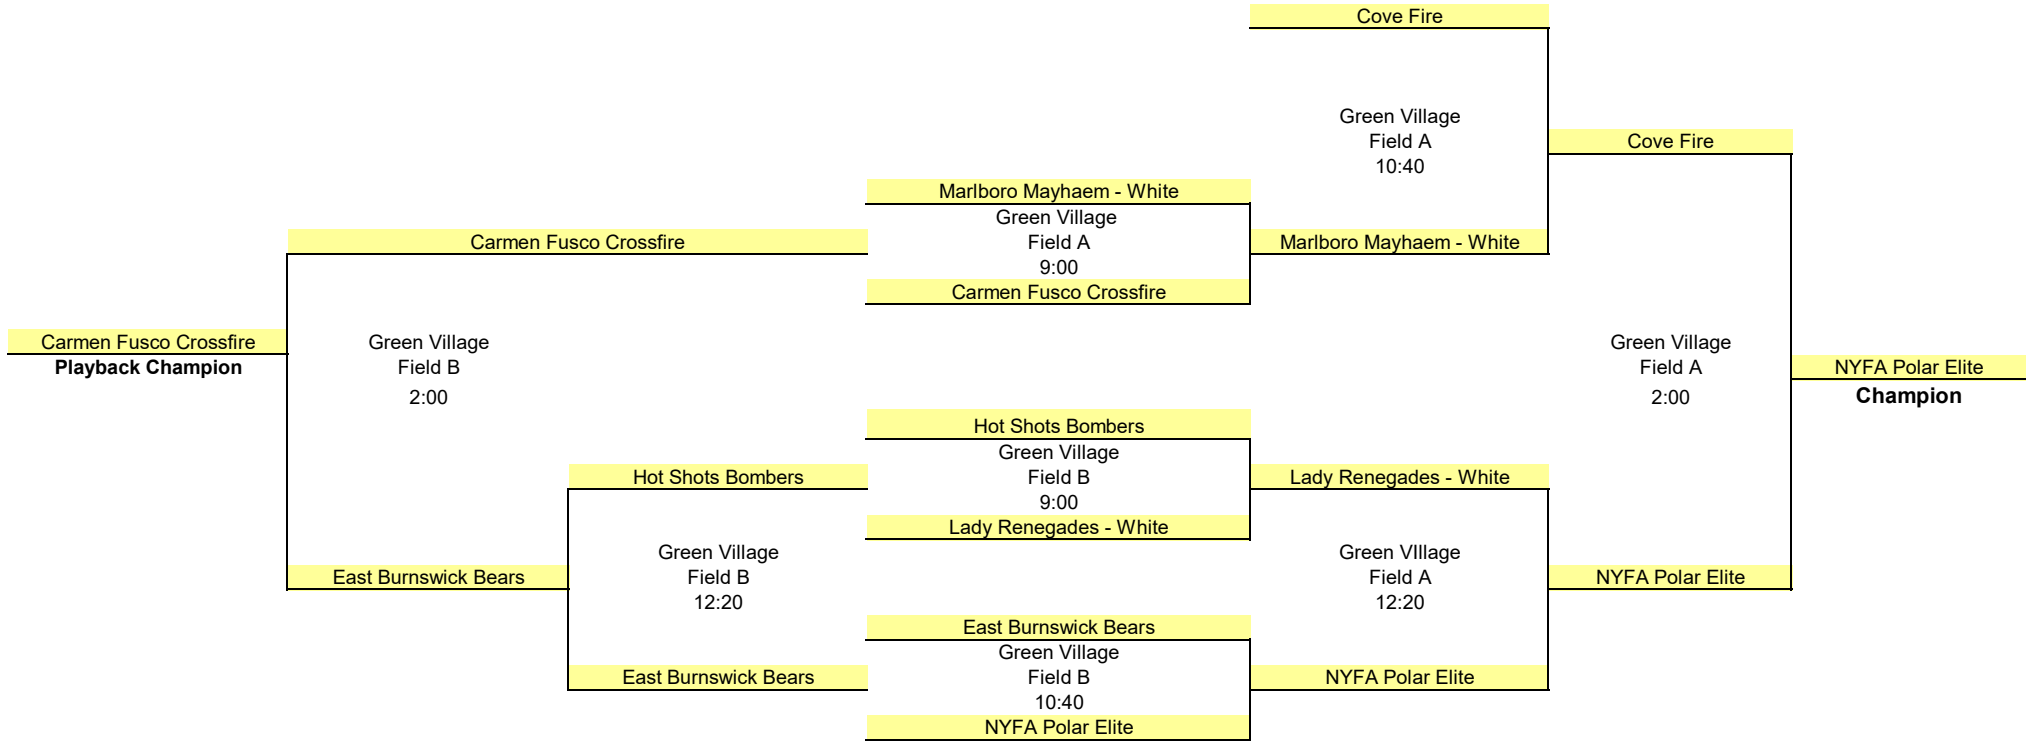 Cove Fire
Green Village
Field A
10:40
Cove Fire
Marlboro Mayhaem - White
Green Village
Field A
9:00
Carmen Fusco Crossfire
Marlboro Mayhaem - White
Carmen Fusco Crossfire
Carmen Fusco Crossfire
Playback Champion
Green Village
Field B
2:00
Green Village
Field A
2:00
NYFA Polar Elite
Champion
Hot Shots Bombers
Green Village
Field B
9:00
Hot Shots Bombers
Lady Renegades - White
Lady Renegades - White
Green Village
Field B
12:20
Green VIllage
Field A
12:20
East Burnswick Bears
NYFA Polar Elite
East Burnswick Bears
Green Village
Field B
10:40
East Burnswick Bears
NYFA Polar Elite
NYFA Polar Elite